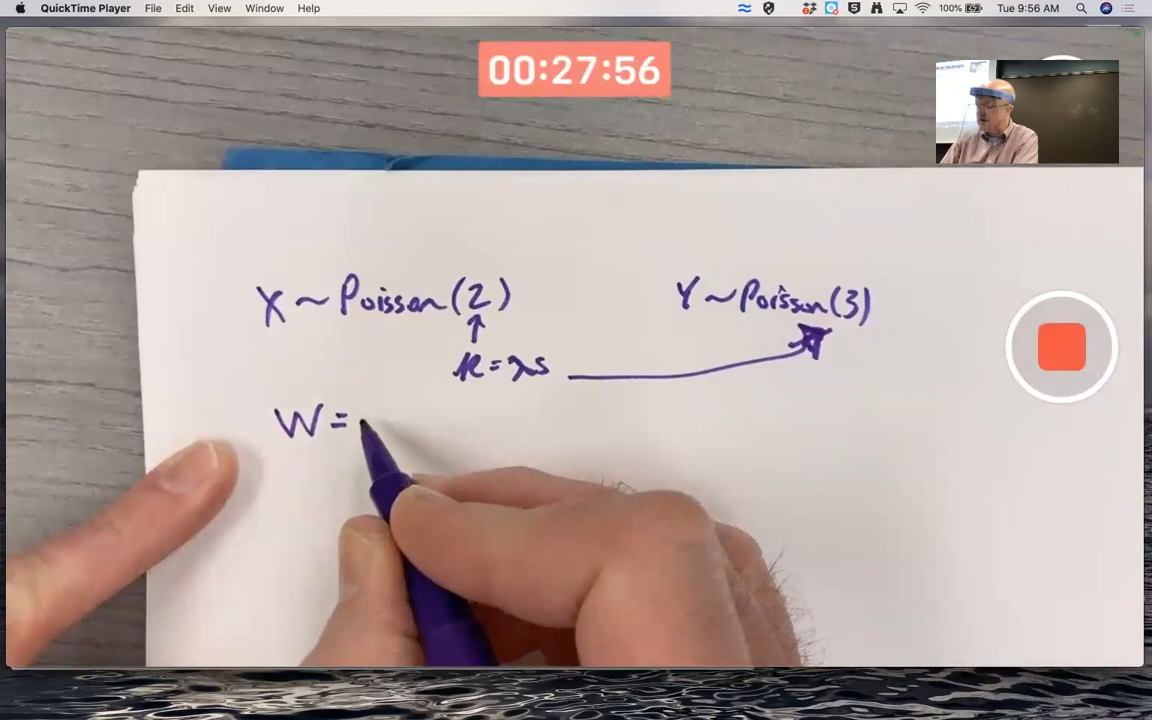 QuickTime Player File Edit View Window Help 100% Tue 9:56 AM
00:27:56
X ~ Poisson (2) Y ~ Poisson (3)
k = λs
W =